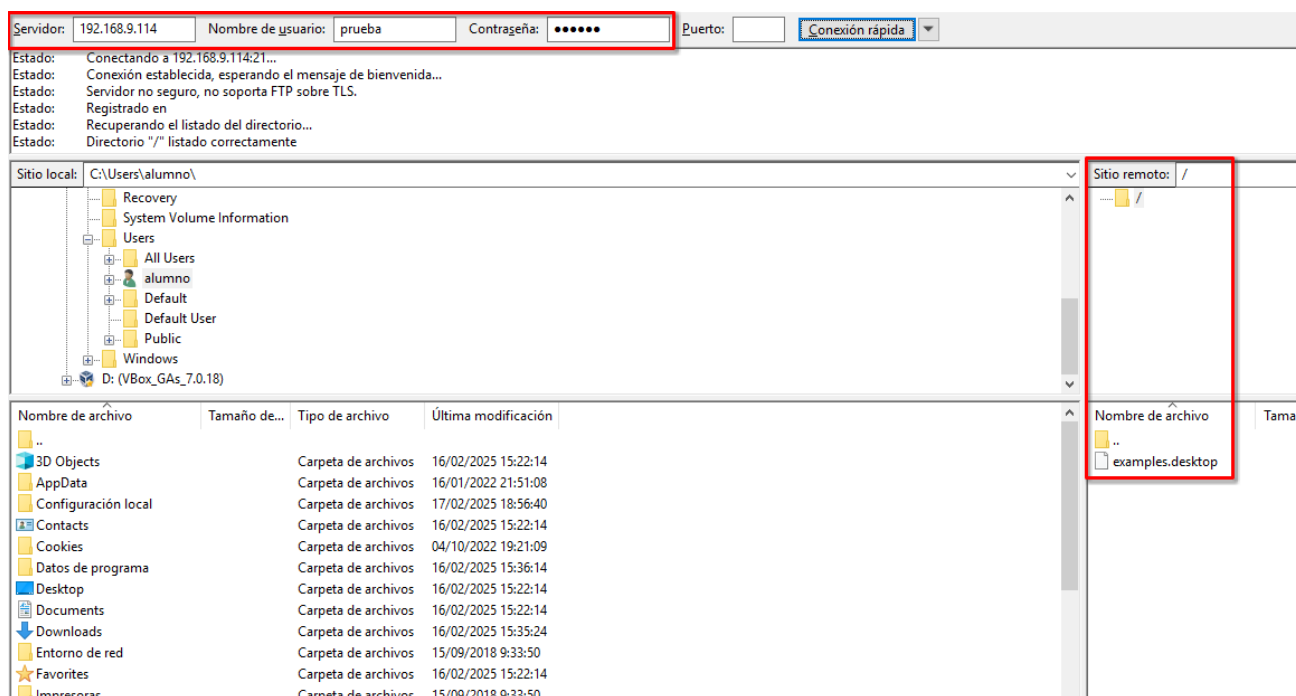 Servidor: 192.168.9.114 Nombre de usuario: prueba Contraseña: ●●●●●● Puerto: Conexión rápida
Estado: Conectando a 192.168.9.114:21...
Estado: Conexión establecida, esperando el mensaje de bienvenida...
Estado: Servidor no seguro, no soporta FTP sobre TLS.
Estado: Registrado en
Estado: Recuperando el listado del directorio...
Estado: Directorio "/" listado correctamente
Sitio local: C:\Users\alumno\
Recovery
System Volume Information
Users
All Users
alumno
Default
Default User
Public
Windows
D: (VBox_GAs_7.0.18)
Sitio remoto: /
/
Nombre de archivo Tamaño de... Tipo de archivo Última modificación
..
3D Objects Carpeta de archivos 16/02/2025 15:22:14
AppData Carpeta de archivos 16/01/2022 21:51:08
Configuración local Carpeta de archivos 17/02/2025 18:56:40
Contacts Carpeta de archivos 16/02/2025 15:22:14
Cookies Carpeta de archivos 04/10/2022 19:21:09
Datos de programa Carpeta de archivos 16/02/2025 15:36:14
Desktop Carpeta de archivos 16/02/2025 15:22:14
Documents Carpeta de archivos 16/02/2025 15:22:14
Downloads Carpeta de archivos 16/02/2025 15:35:24
Entorno de red Carpeta de archivos 15/09/2018 9:33:50
Favorites Carpeta de archivos 16/02/2025 15:22:14
Impresoras Carpeta de archivos 15/09/2018 9:33:50
Nombre de archivo Tama
..
examples.desktop